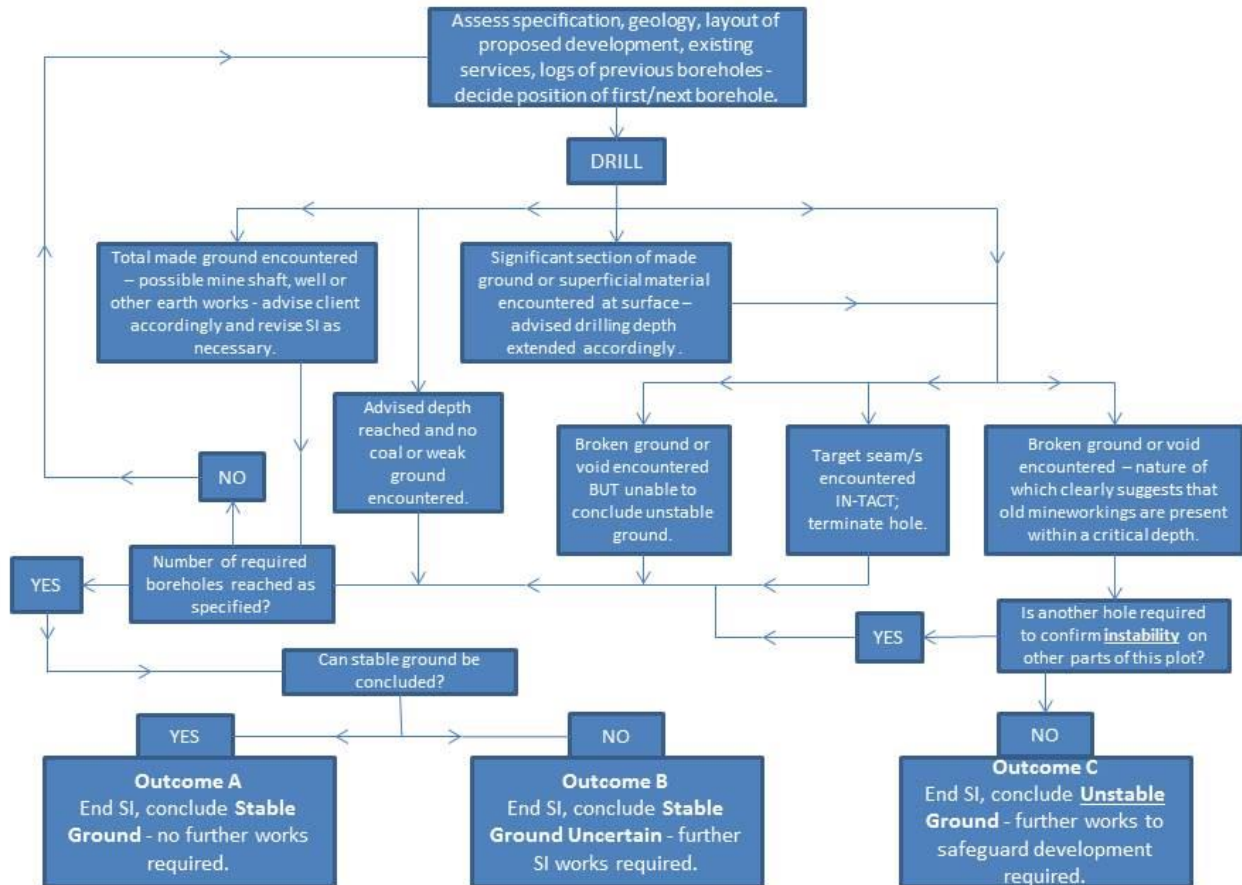 Assess specification, geology, layout of
proposed development, existing
services, logs of previous boreholes -
decide position of first/next borehole.
DRILL
Total made ground encountered
– possible mine shaft, well or
other earth works - advise client
accordingly and revise SI as
necessary.
Significant section of made
ground or superficial material
encountered at surface –
advised drilling depth
extended accordingly .
Advised depth
reached and no
coal or weak
ground
encountered.
Broken ground or
void encountered
BUT unable to
conclude unstable
ground.
Target seam/s
encountered
IN-TACT;
terminate hole.
Broken ground or void
encountered – nature of
which clearly suggests that
old mineworkings are present
within a critical depth.
NO
Number of required
boreholes reached as
specified?
YES
Is another hole required
to confirm instability on
other parts of this plot?
YES
Can stable ground be
concluded?
YES
NO
NO
Outcome A
End SI, conclude Stable
Ground - no further works
required.
Outcome B
End SI, conclude Stable
Ground Uncertain - further
SI works required.
Outcome C
End SI, conclude Unstable
Ground - further works to
safeguard development
required.